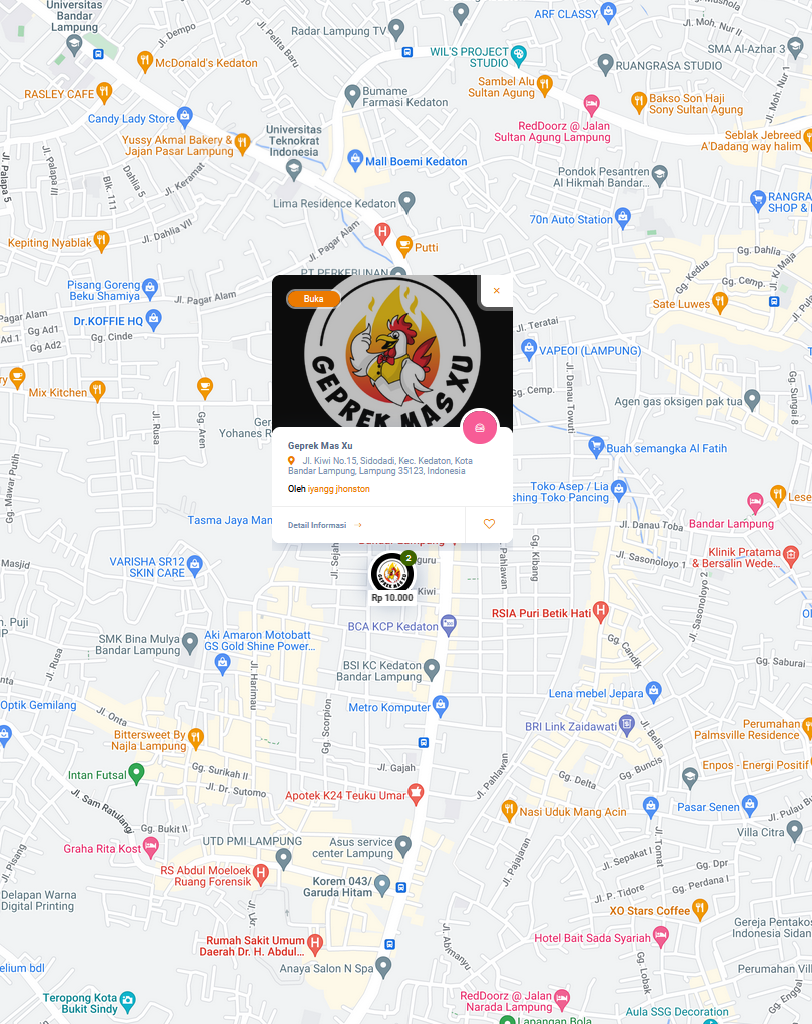 Universitas
Bandar
Lampung
Jl. Dempo
Jl. Pelita Baru
Radar Lampung TV
ARF CLASSY
Jl. Moh. Nur II
SMA Al-Azhar 3
WIL'S PROJECT
STUDIO
RUANGRASA STUDIO
McDonald's Kedaton
RASLEY CAFE
Sambel Alu
Sultan Agung
Bumame
Farmasi Kedaton
Candy Lady Store
RedDoorz @ Jalan
Sultan Agung Lampung
Bakso Son Haji
Sony Sultan Agung
Jl. Moh. Nur I
Yussy Akmal Bakery &
Jajan Pasar Lampung
Universitas
Teknokrat
Indonesia
Seblak Jebreed
A'Dadang way halim
Jl. Palapa 5
Jl. Palapa III
Blk. 111
Dahlia 5
Jl. Keramat
Mall Boemi Kedaton
Pondok Pesantren
Al Hikmah Bandar...
Lima Residence Kedaton
RANGRA
SHOP &
70n Auto Station
Kepiting Nyablak
Jl. Dahlia VII
Jl. Pagar Alam
Putti
Gg. Dahlia
Gg. Kedua
Gg. Cemp.
Jl. Ki Maja
PT PERKEBUNAN
Pisang Goreng
Beku Shamiya
Jl. Pagar Alam
Buka
Sate Luwes
Gg Ad1
Gg Ad2
Dr.KOFFIE HQ
Gg. Cinde
Jl. Teratai
VAPEOI (LAMPUNG)
GEPREK MAS XU
Mix Kitchen
Gg. Cemp.
Jl. Danau Towuti
Agen gas oksigen pak tua
Gg. Sungai 8
Jl. Rusa
Gg. Aren
Yohanes R
Geprek Mas Xu
Jl. Kiwi No.15, Sidodadi, Kec. Kedaton, Kota
Bandar Lampung, Lampung 35123, Indonesia
Oleh iyangg jhonston
Buah semangka Al Fatih
Gg. Mawar Putih
Toko Asep / Lia
shing Toko Pancing
Bandar Lampung
Tasma Jaya Man
Detail Informasi
Jl. Danau Toba
Gg. Kibang
Masjid
VARISHA SR12
SKIN CARE
Jl. Sejah
Bandar Lampung
Pahlawan
Jl. Sasonoloyo 1
Jl. Sasonoloyo 2
Klinik Pratama
& Bersalin Wede...
2
guru
Kiwi
Rp 10.000
RSIA Puri Betik Hati
BCA KCP Kedaton
SMK Bina Mulya
Bandar Lampung
Aki Amaron Motobatt
GS Gold Shine Power...
Jl. Puji
Jl. Rusa
Jl. Harimau
BSI KC Kedaton
Bandar Lampung
Gg. Candik
Gg. Saburai
Optik Gemilang
Jl. Onta
Gg. Scorpion
Metro Komputer
Lena mebel Jepara
BRI Link Zaidawati
Jl. Belia
Perumahan
Palmsville Residence
Bittersweet By
Najla Lampung
Intan Futsal
Gg. Surikah II
Jl. Dr. Sutomo
Jl. Gajah
Jl. Pahlawan
Gg. Delta
Gg. Buncis
Enpos - Energi Positif
Jl. Sam Ratulang
Apotek K24 Teuku Umar
Nasi Uduk Mang Acin
Pasar Senen
Jl. Pulau Bu
Villa Citra
Gg. Bukit II
Graha Rita Kost
UTD PMI LAMPUNG
Asus service
center Lampung
Jl. Pajajaran
Jl. Tomat
Jl. Sepakat I
Gg. Dpr
Jl. Pisang
RS Abdul Moeloek
Ruang Forensik
Korem 043/
Garuda Hitam
Jl. P. Tidore
Gg. Perdana I
Delapan Warna
Digital Printing
Jl. Lkr
XO Stars Coffee
Gereja Pentakos
Indonesia Sidan
Rumah Sakit Umum
Daerah Dr. H. Abdul...
Jl. Abimanyu
Hotel Bait Sada Syariah
Gg. Lobak
Anaya Salon N Spa
Perumahan Vil
Gg. Enggal
elium bdl
Teropong Kota
Bukit Sindy
RedDoorz @ Jalan
Narada Lampung
Aula SSG Decoration
Lapangan Bola